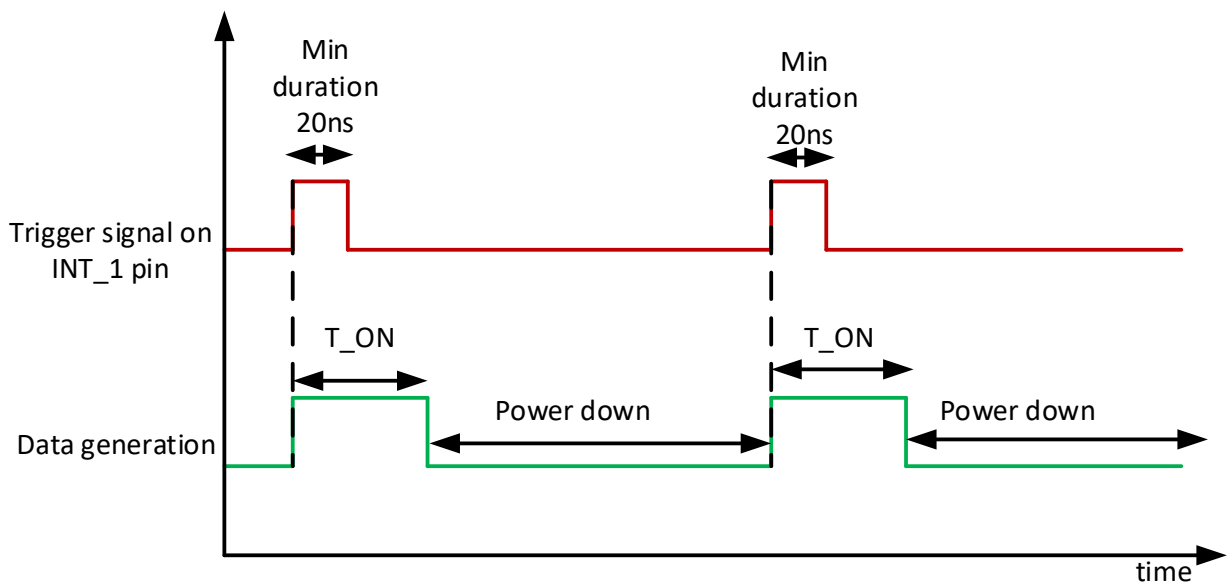 Min
duration
20ns
Min
duration
20ns
Trigger signal on
INT_1 pin
T_ON
T_ON
Power down
Power down
Data generation
time